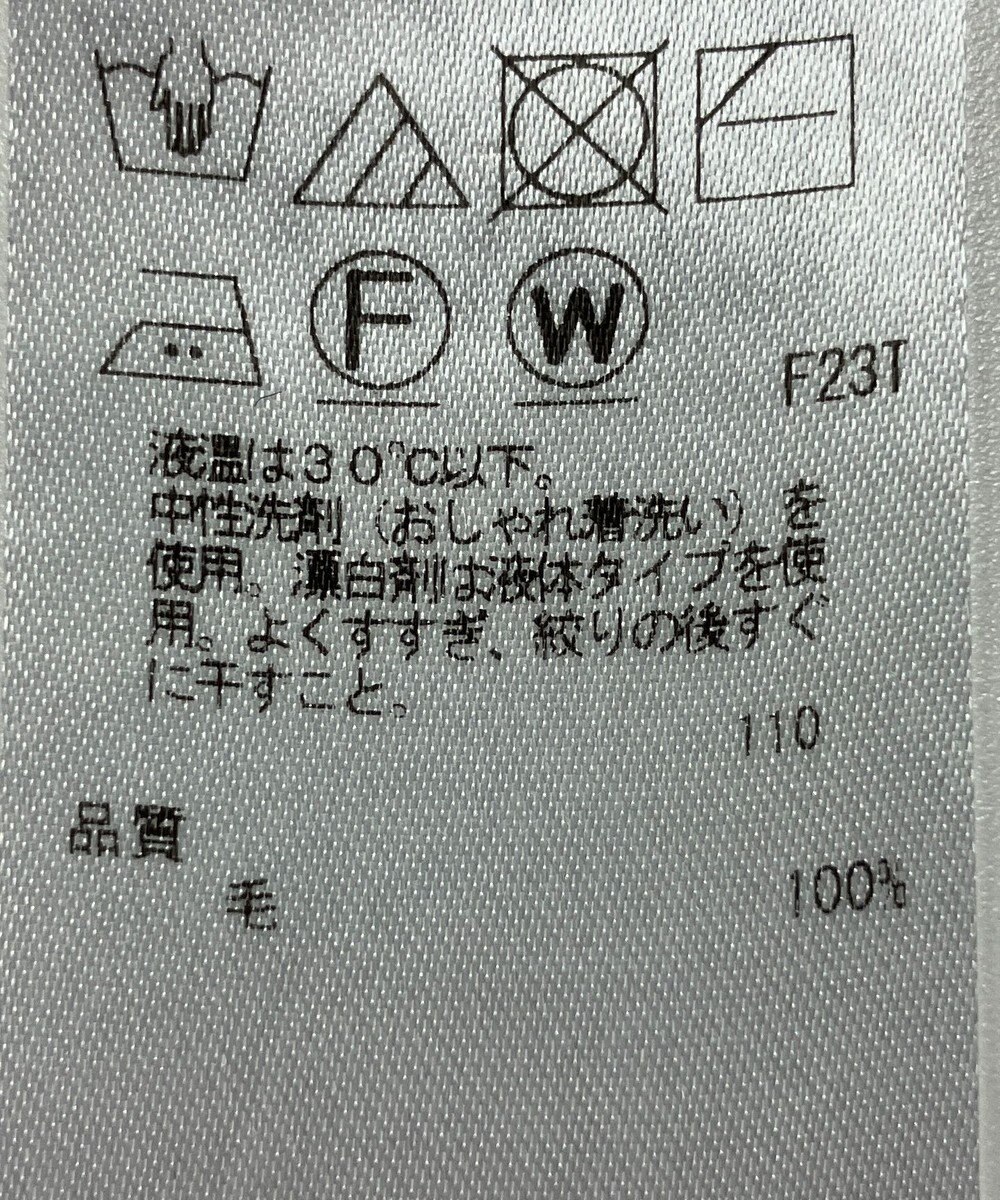 F W
F23T
液温は30℃以下。
中性洗剤(おしゃれ着洗い)を
使用。漂白剤は液体タイプを使
用。よくすすぎ、絞りの後すぐ
に干すこと。
110
品質
毛 100%